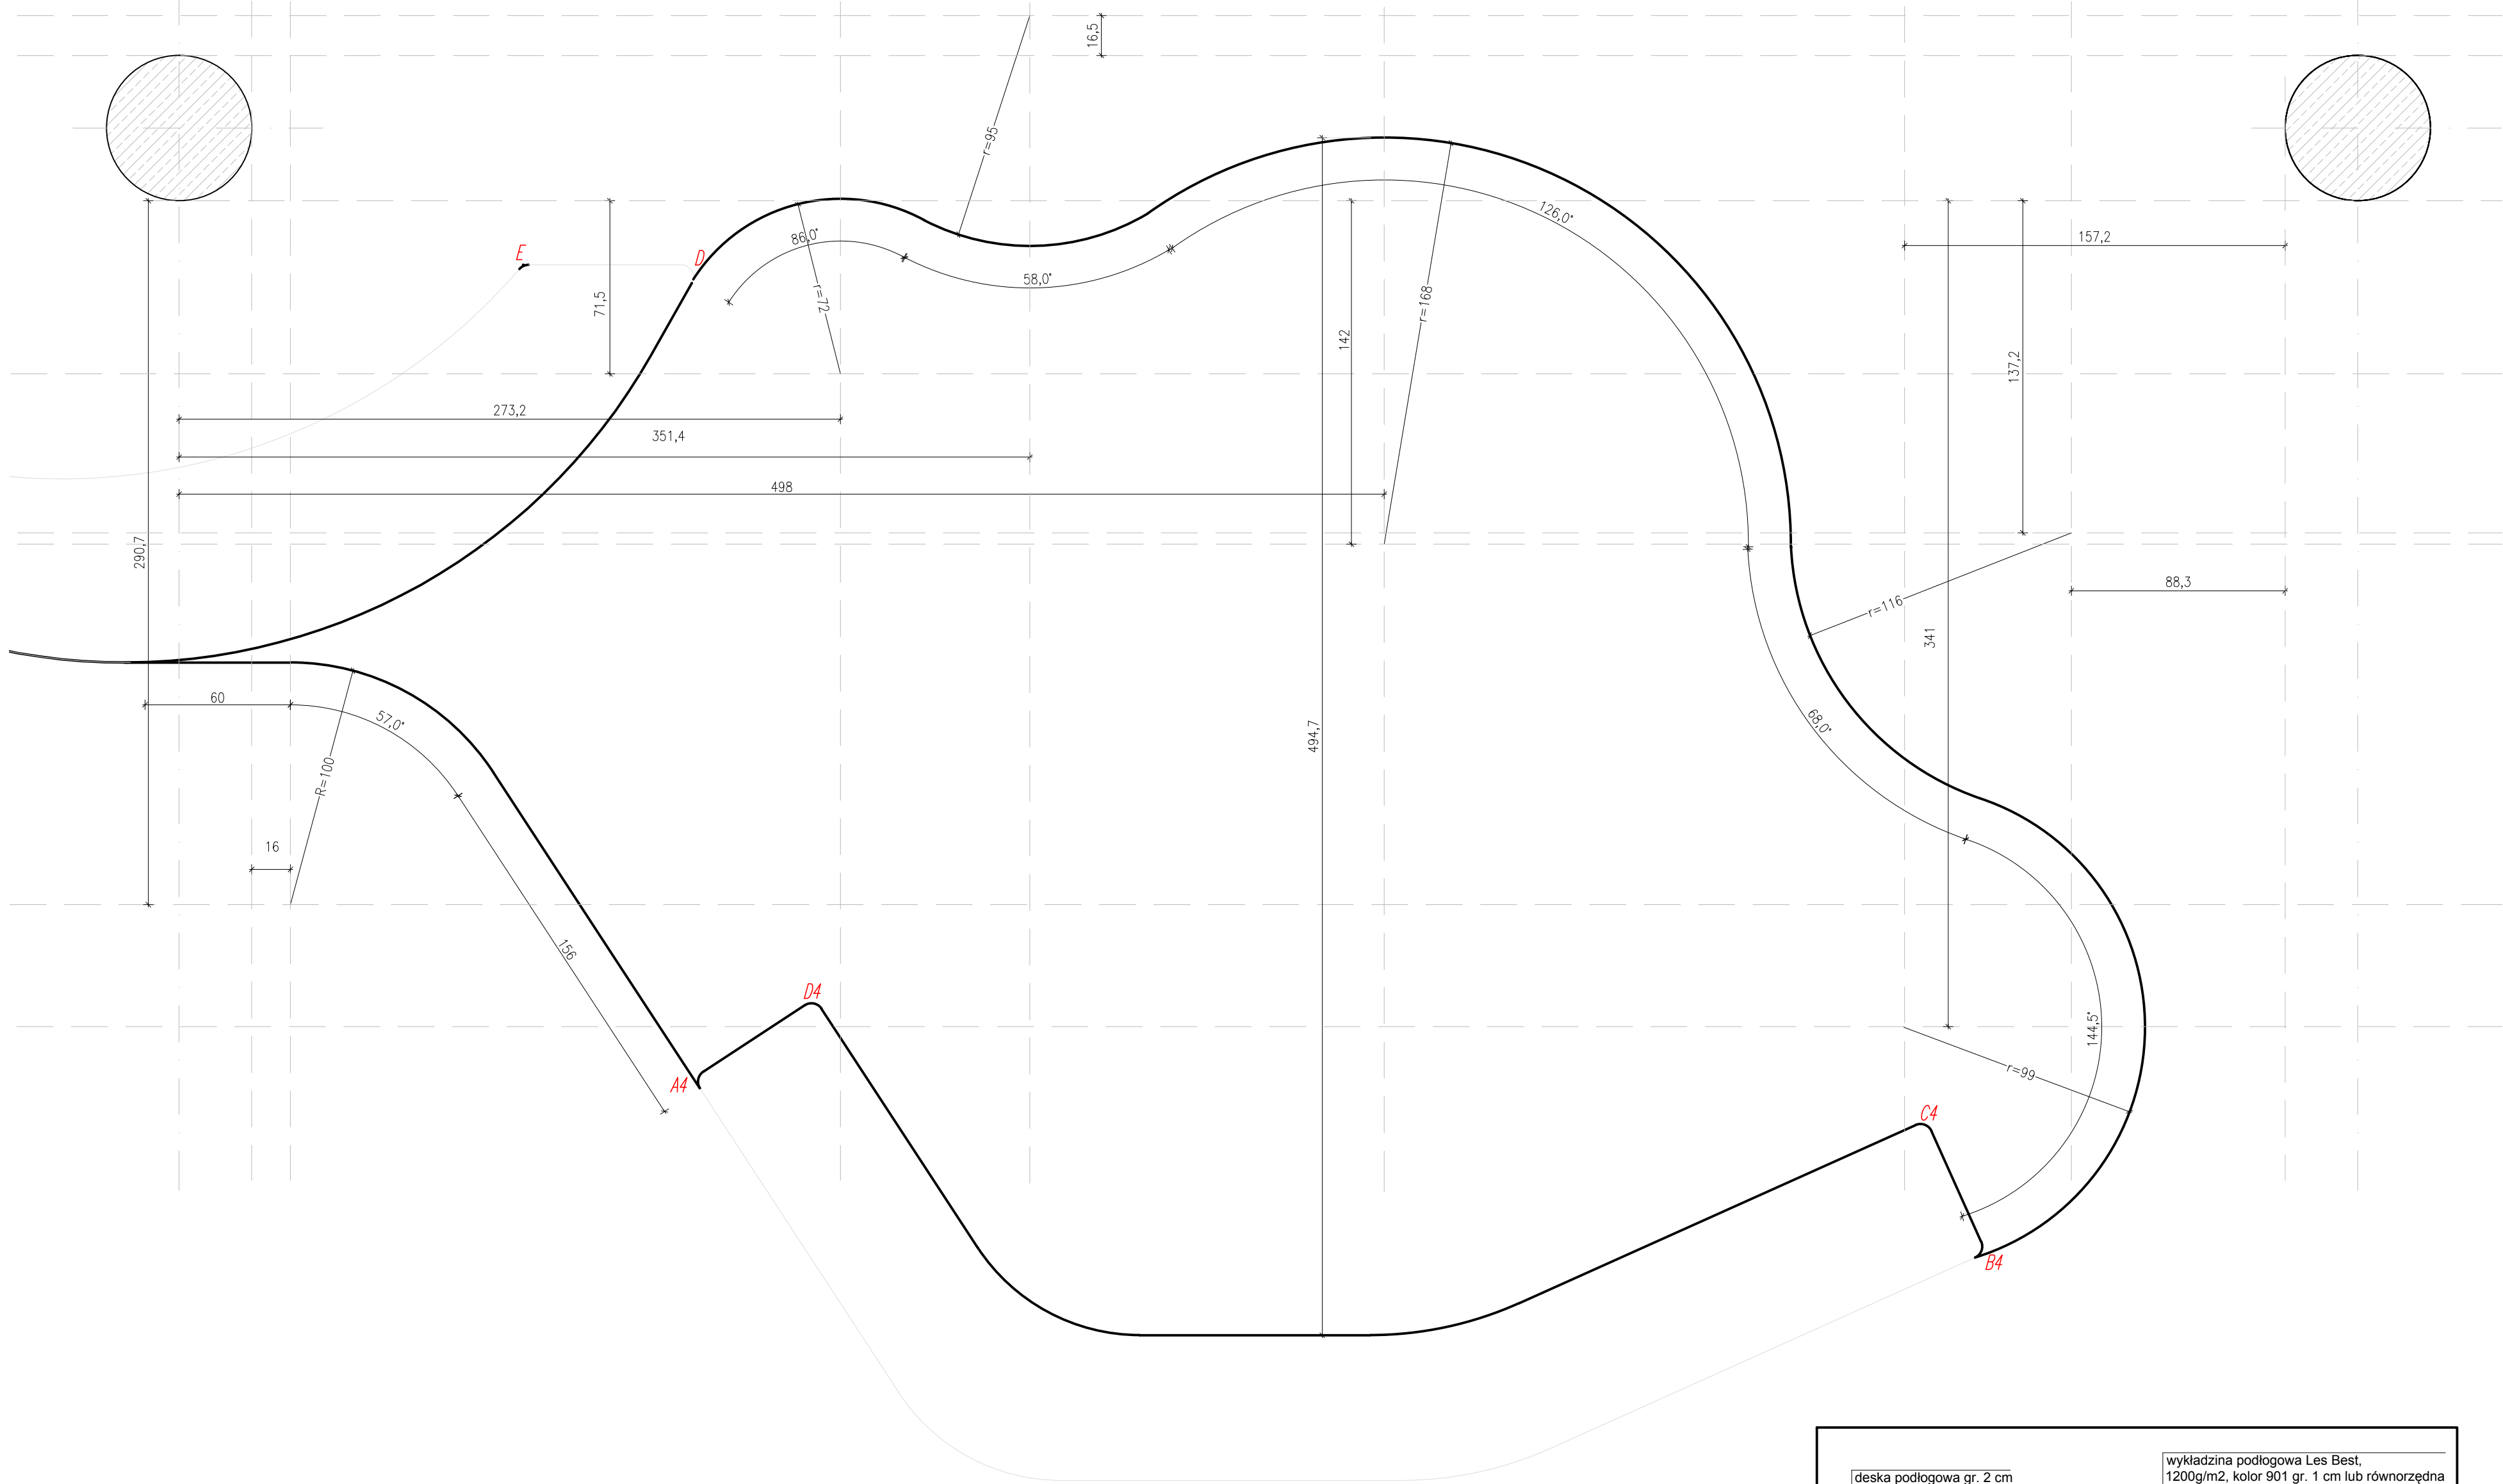 16,5
r=95
126,0°
86,0°
E
D
157,2
58,0°
r=72
71,5
r=168
142
137,2
273,2
351,4
498
290,7
88,3
r=116
341
60
57,0°
68,0°
494,7
R=100
16
156
D4
144,5°
A4
r=99
C4
B4
wykładzina podłogowa Les Best,
1200g/m2, kolor 901 gr. 1 cm lub równorzędna
deska podłogowa gr. 2 cm